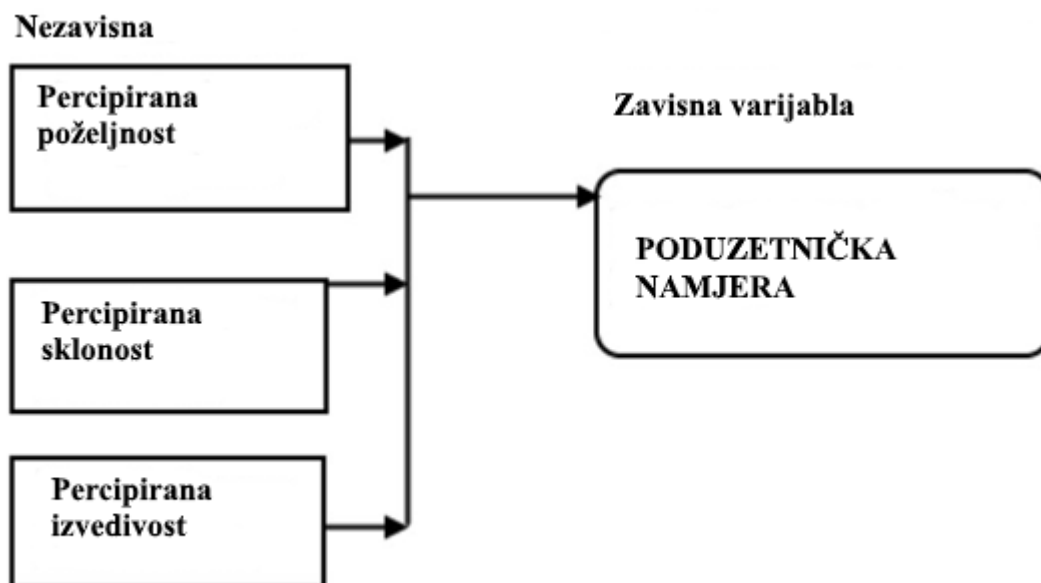 Nezavisna
Percipirana
poželjnost
Percipirana
sklonost
Percipirana
izvedivost
Zavisna varijabla
PODUZETNIČKA
NAMJERA